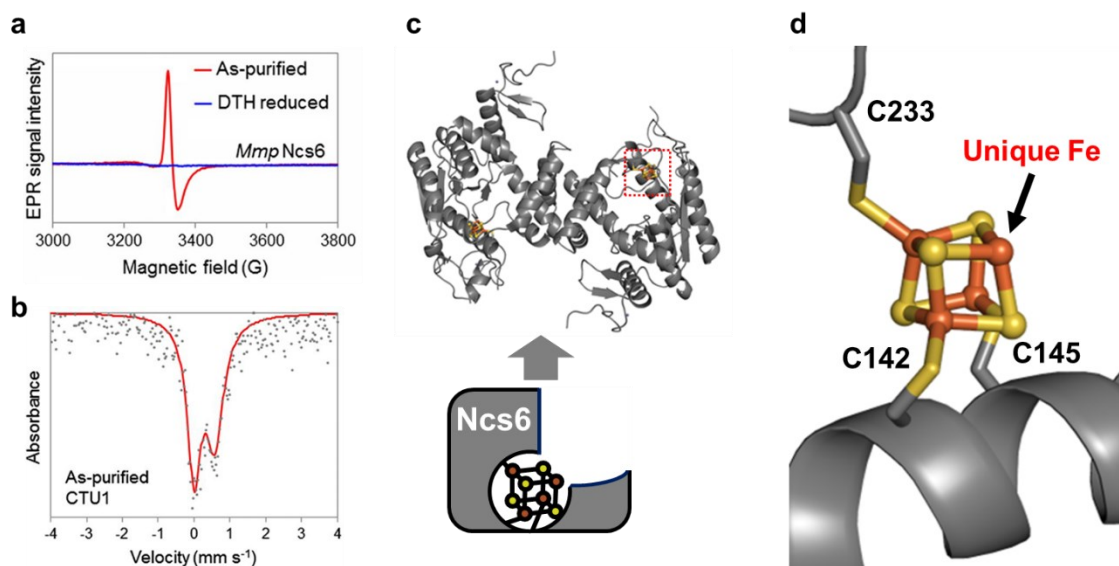 a
EPR signal intensity
As-purified
DTH reduced
Mmp Ncs6
3000 3200 3400 3600 3800
Magnetic field (G)
b
Absorbance
As-purified
CTU1
-4 -3 -2 -1 0 1 2 3 4
Velocity (mm s⁻¹)
c
Ncs6
d
C233
Unique Fe
C142
C145